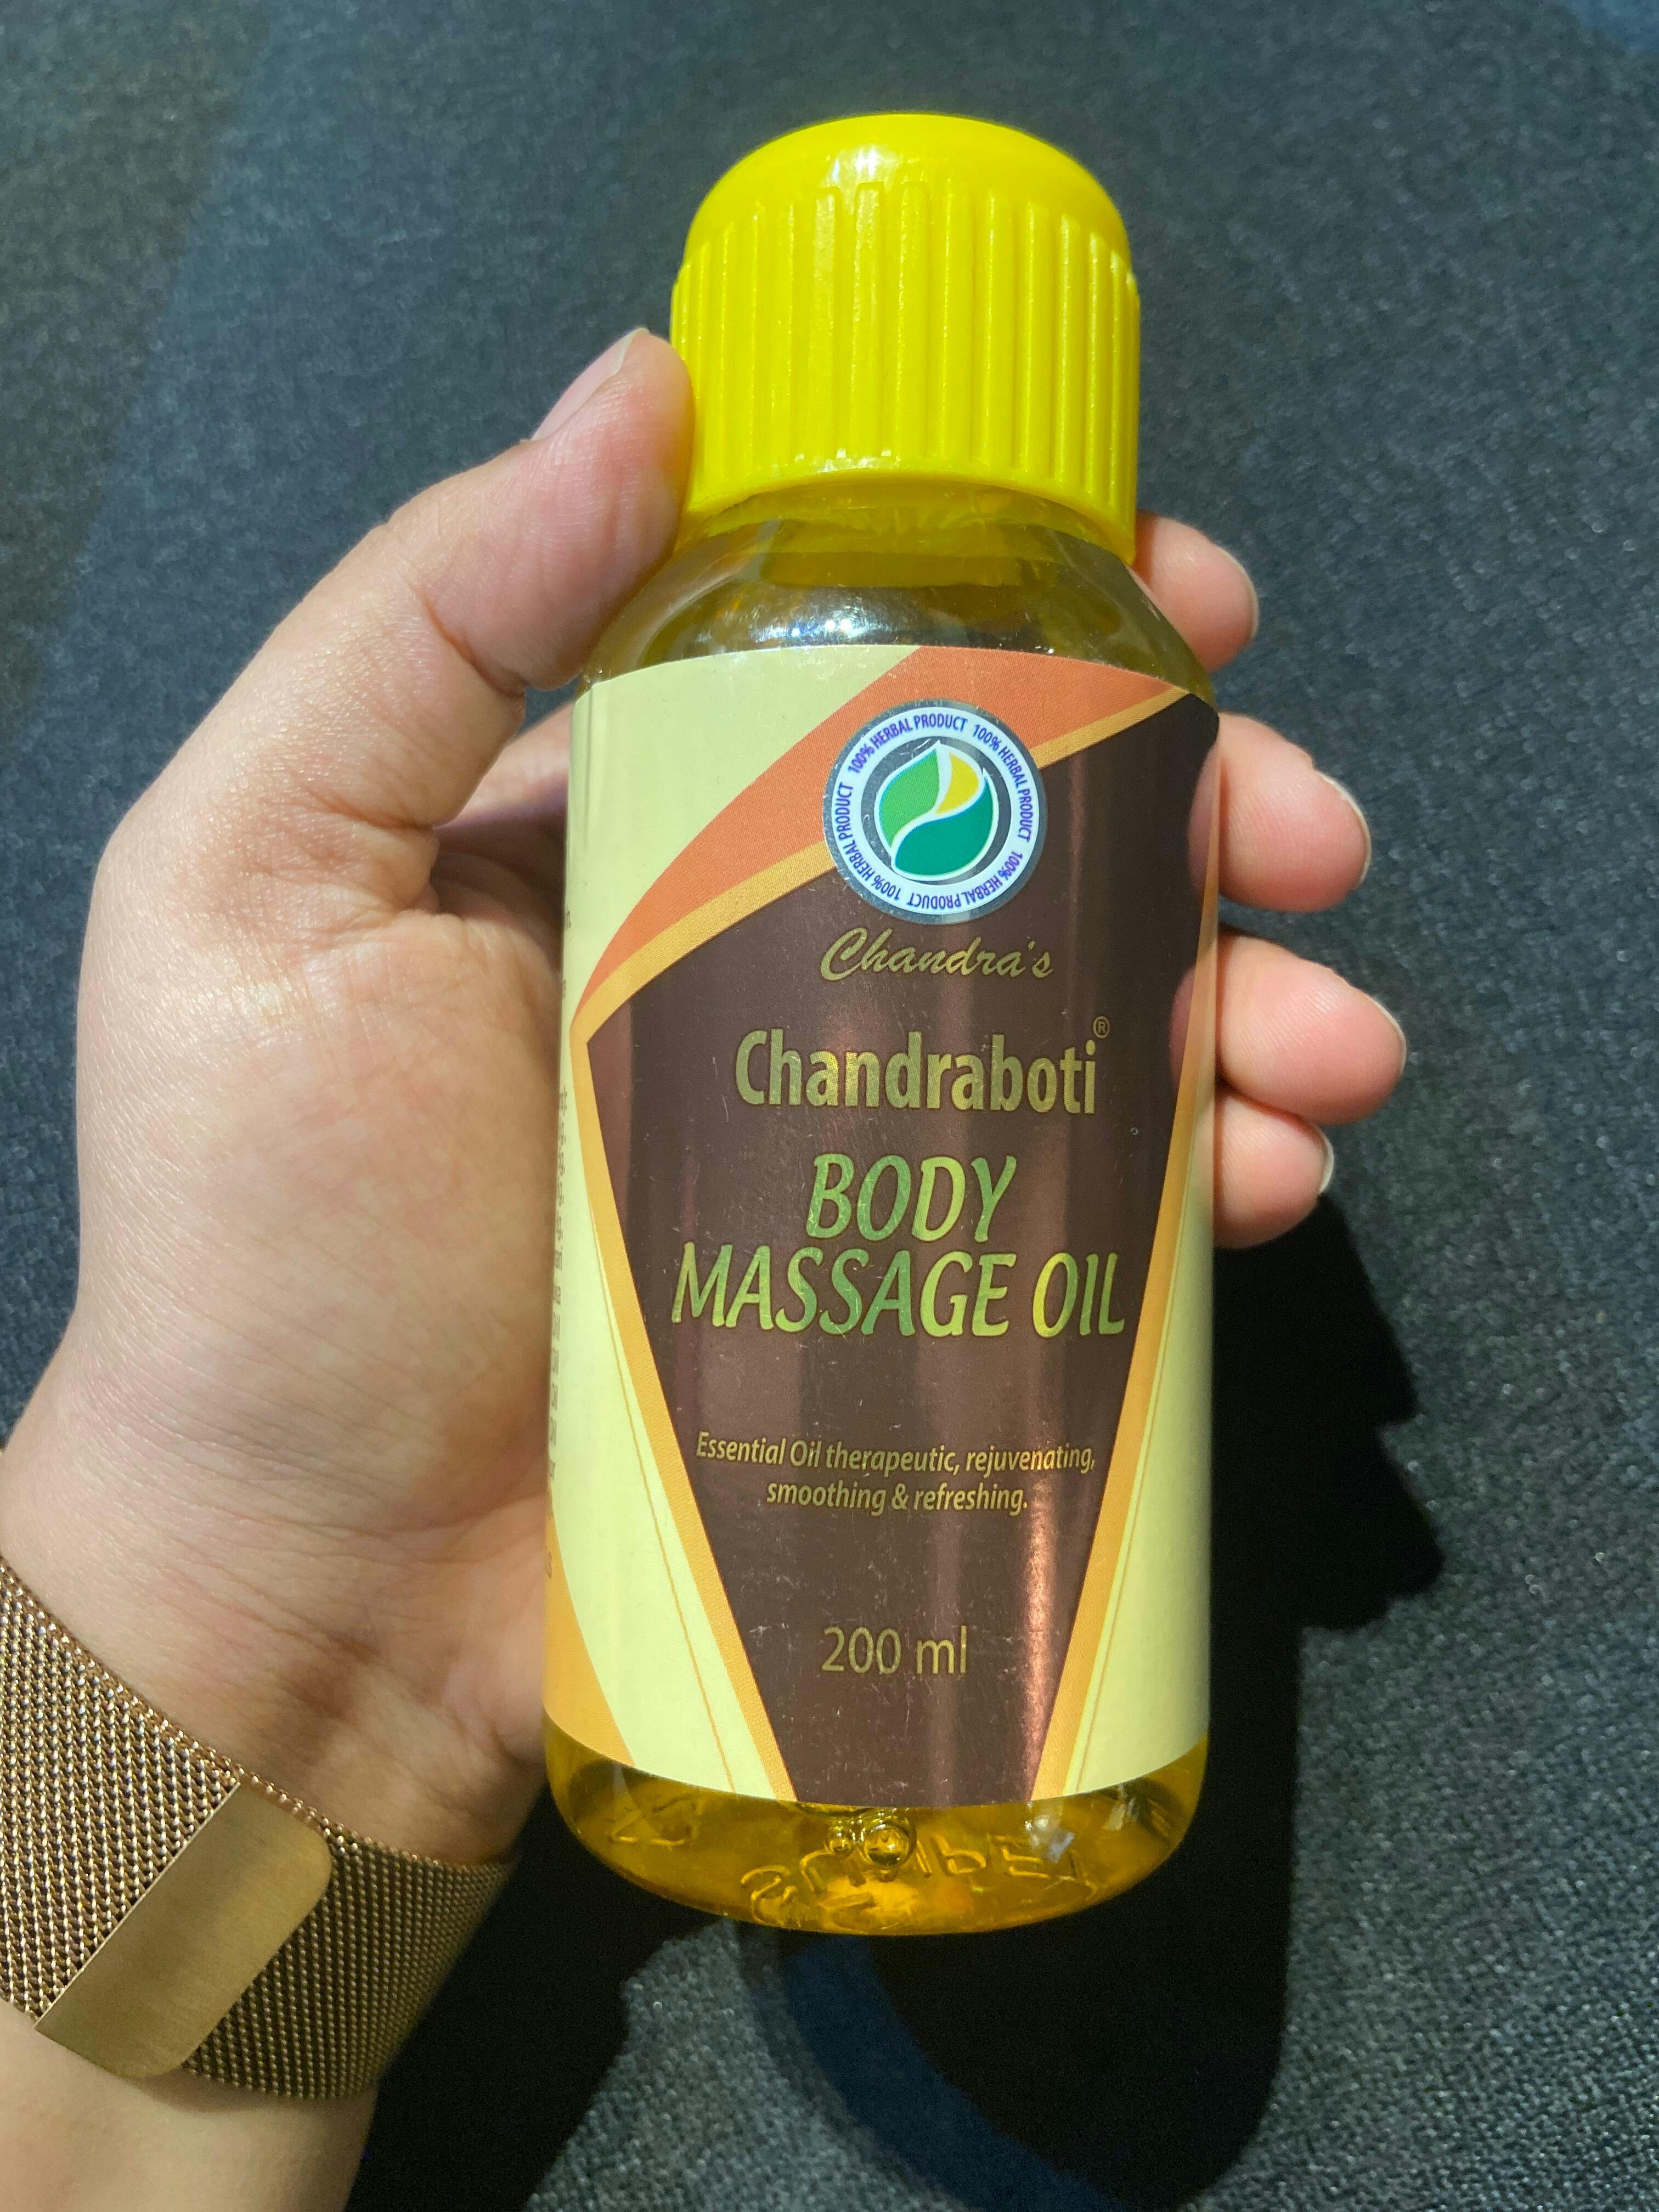 100% HERBAL PRODUCT 100% HERBAL PRODUCT 100% HERBAL PRODUCT 100% HERBAL PRODUCT
Chandra's
Chandraboti®
BODY
MASSAGE OIL
Essential Oil therapeutic, rejuvenating,
smoothing & refreshing.
200 ml